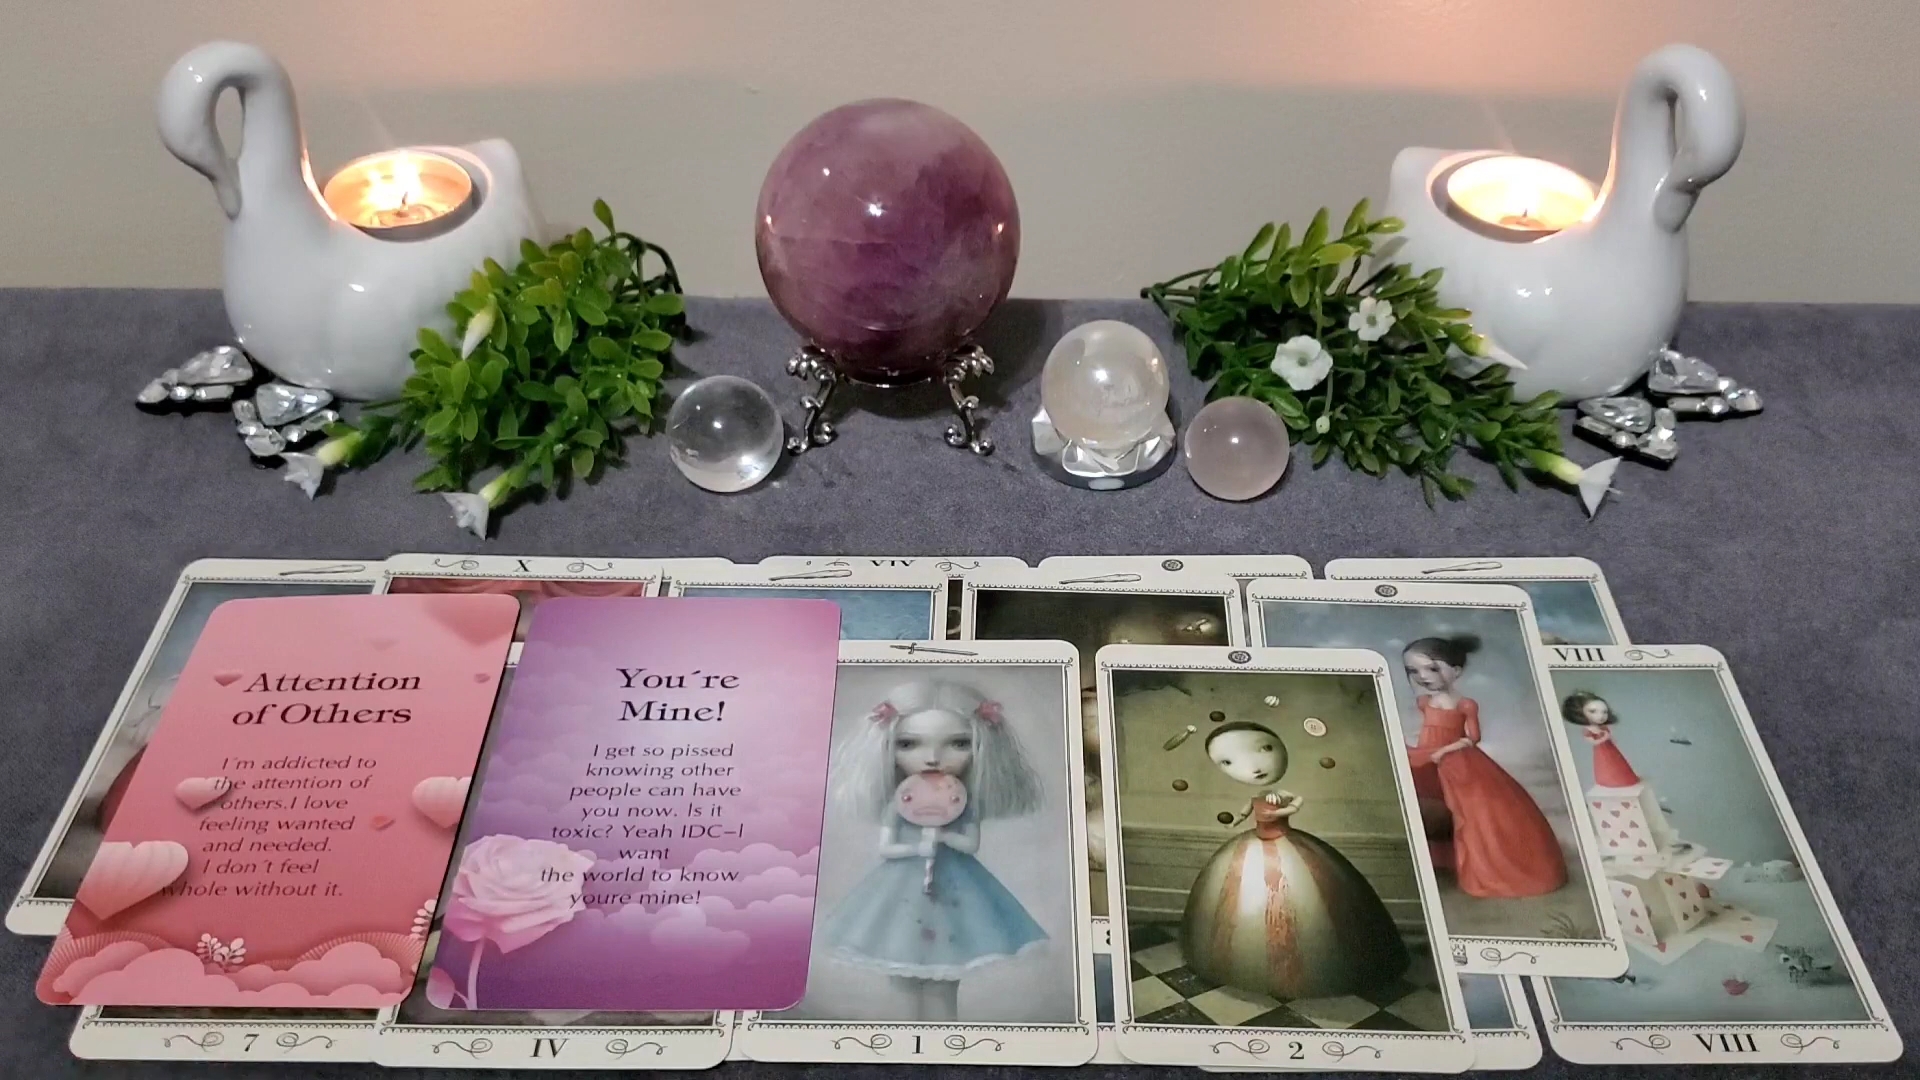 X
VIV
VIII
Attention
of Others
I´m addicted to
the attention of
others.I love
feeling wanted
and needed.
I don´t feel
whole without it.
You´re
Mine!
I get so pissed
knowing other
people can have
you now. Is it
toxic? Yeah IDC-I
want
the world to know
youre mine!
7
IV
1
2
VIII